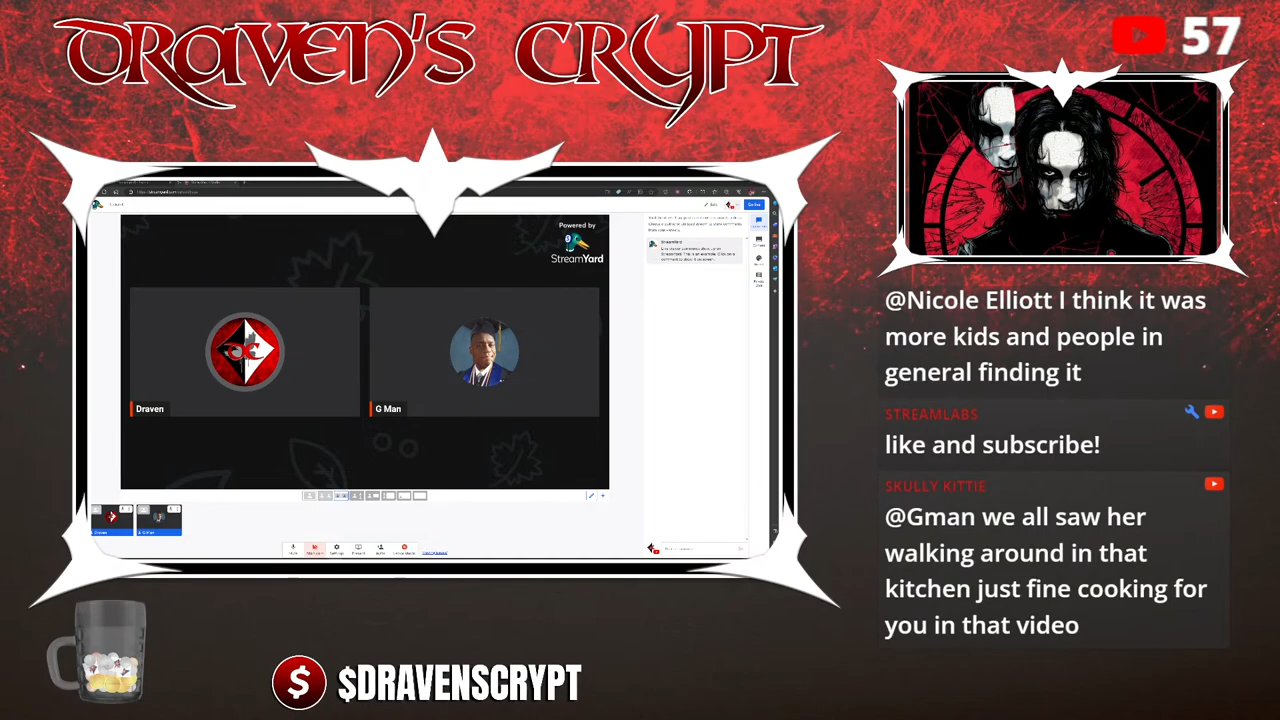 DRAVEN'S CRYPT
57
Powered by
StreamYard
Draven
G Man
@Nicole Elliott I think it was
more kids and people in
general finding it
STREAMLABS
like and subscribe!
SKULLY KITTIE
@Gman we all saw her
walking around in that
kitchen just fine cooking for
you in that video
$ $DRAVENSCRYPT